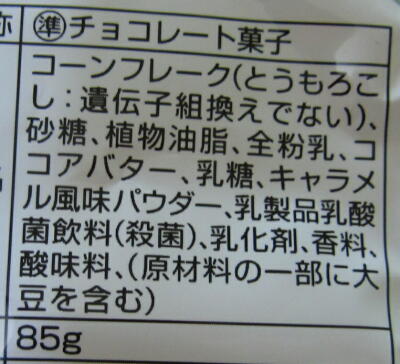 称 ㊜チョコレート菓子
コーンフレーク(とうもろこ
し:遺伝子組換えでない)、
砂糖、植物油脂、全粉乳、コ
コアバター、乳糖、キャラメ
ル風味パウダー、乳製品乳酸
菌飲料(殺菌)、乳化剤、香料、
酸味料、(原材料の一部に大
豆を含む)
85g